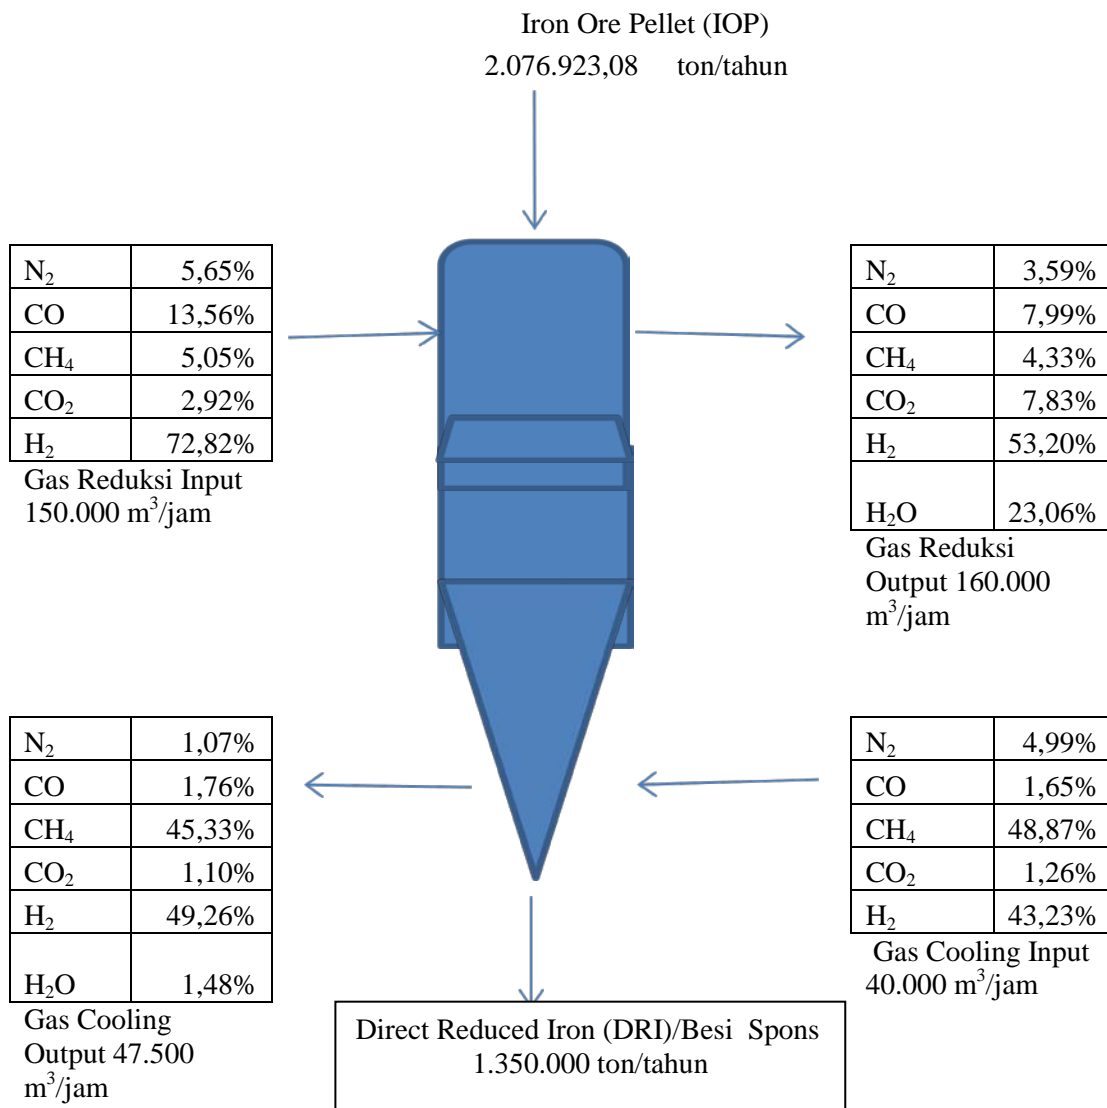 Iron Ore Pellet (IOP)
2.076.923,08 ton/tahun
N₂ 5,65%
CO 13,56%
CH₄ 5,05%
CO₂ 2,92%
H₂ 72,82%
Gas Reduksi Input
150.000 m³/jam
N₂ 3,59%
CO 7,99%
CH₄ 4,33%
CO₂ 7,83%
H₂ 53,20%
H₂O 23,06%
Gas Reduksi
Output 160.000
m³/jam
N₂ 1,07%
CO 1,76%
CH₄ 45,33%
CO₂ 1,10%
H₂ 49,26%
H₂O 1,48%
Gas Cooling
Output 47.500
m³/jam
N₂ 4,99%
CO 1,65%
CH₄ 48,87%
CO₂ 1,26%
H₂ 43,23%
Gas Cooling Input
40.000 m³/jam
Direct Reduced Iron (DRI)/Besi Spons
1.350.000 ton/tahun